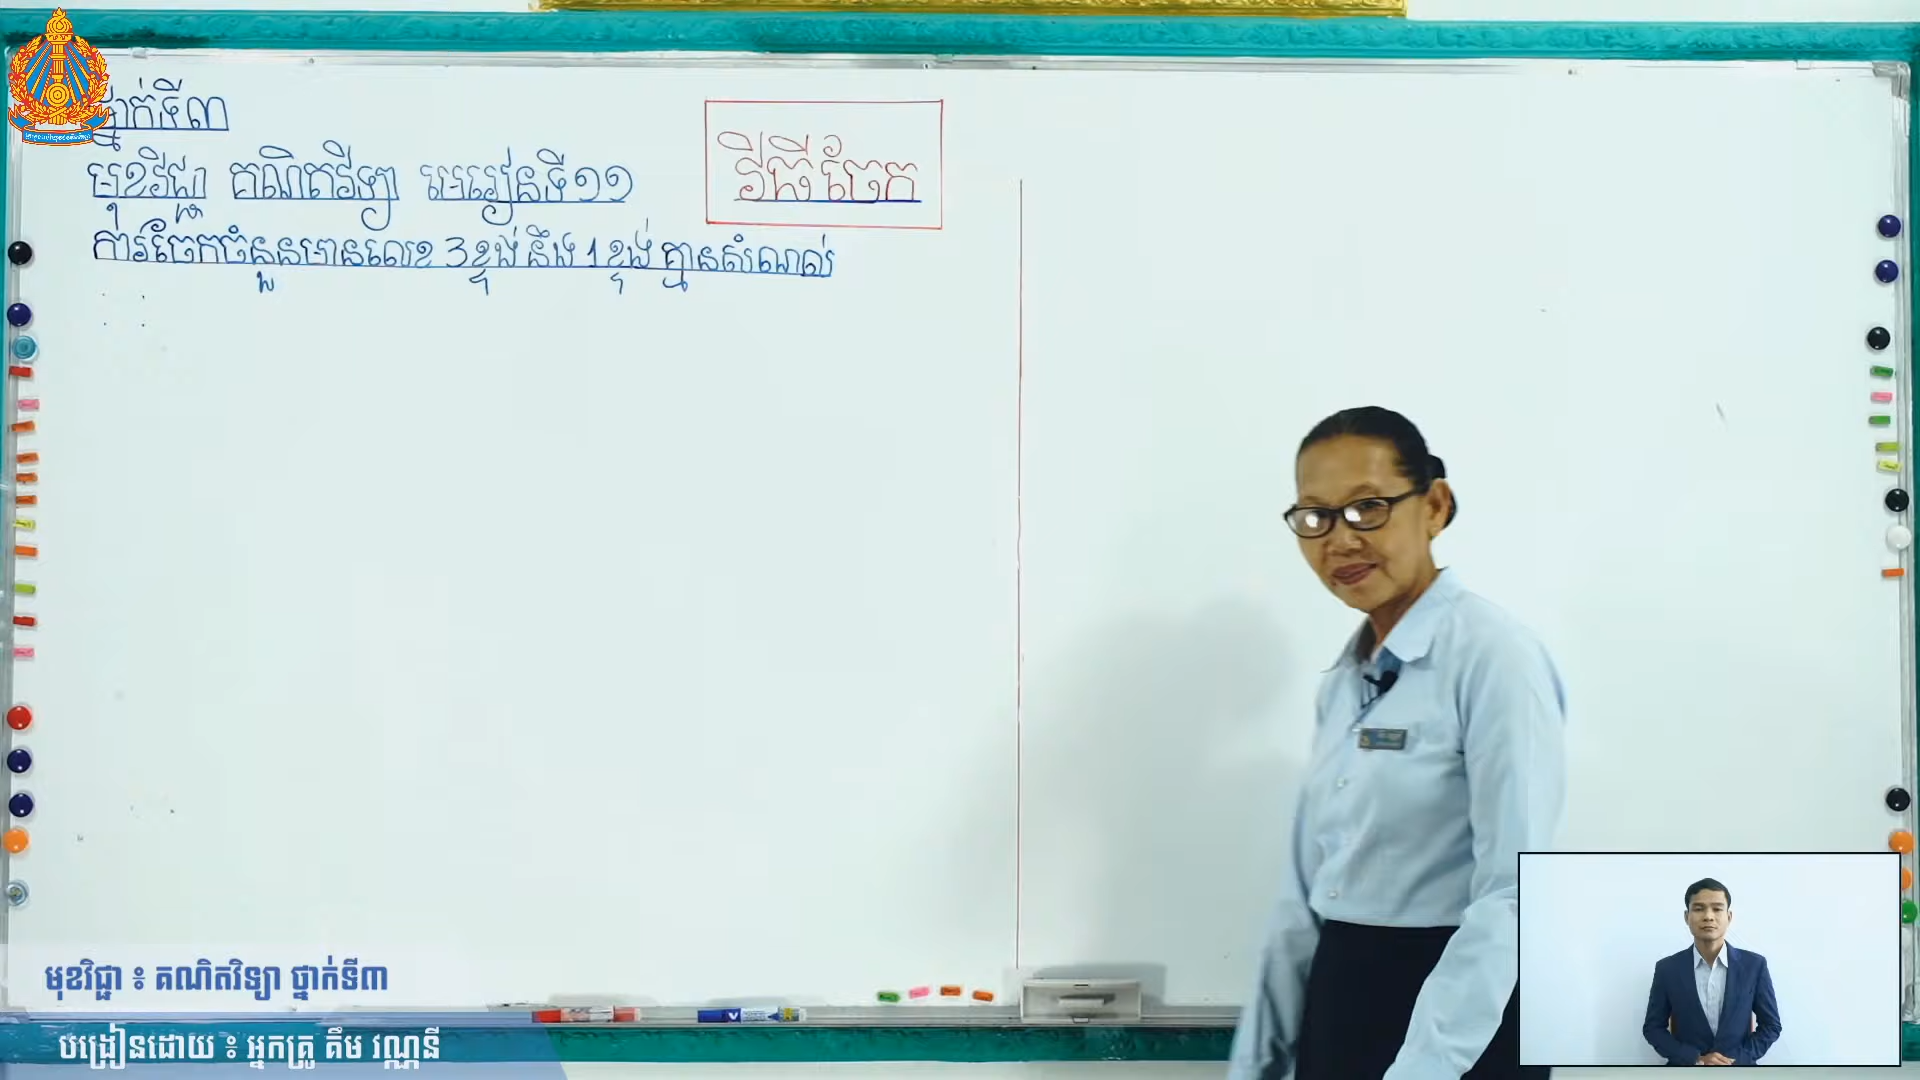 ថ្នាក់ទី៣
មុខវិជ្ជា គណិតវិទ្យា មេរៀនទី១១
វិធីចែក
ការចែកចំនួនមានលេខ 3 ខ្ទង់ នឹង 1 ខ្ទង់ គ្មានសំណល់
មុខវិជ្ជា ៖ គណិតវិទ្យា ថ្នាក់ទី៣
បង្រៀនដោយ ៖ អ្នកគ្រូ គឹម វណ្ណនី